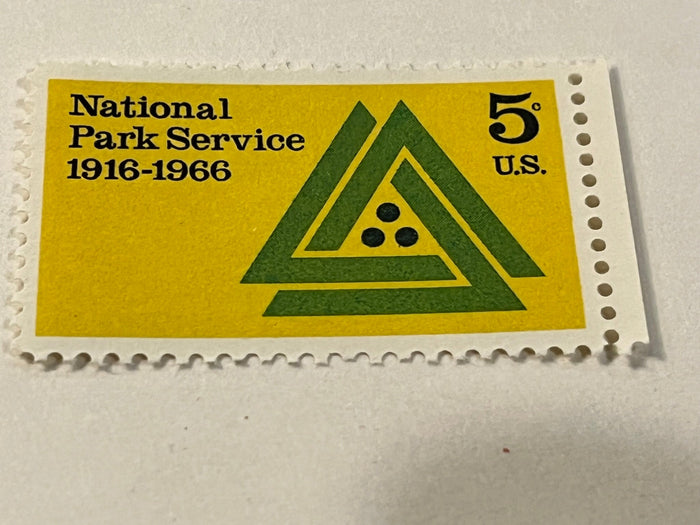 National
Park Service
1916-1966
5c
U.S.